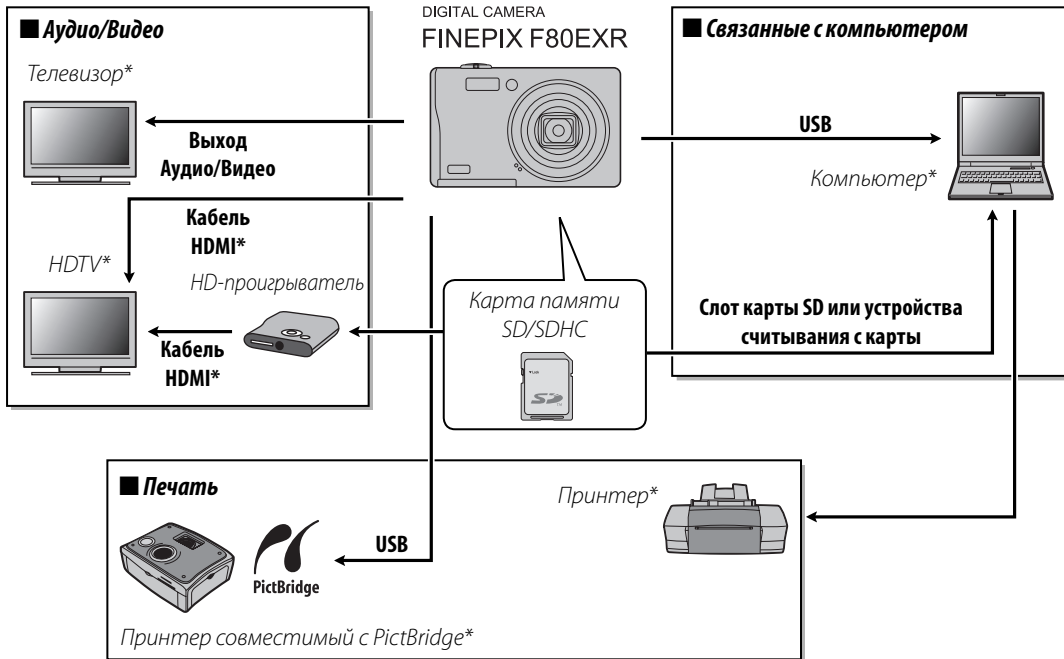 DIGITAL CAMERA
FINEPIX F80EXR
■ Аудио/Видео
Телевизор*
Выход
Аудио/Видео
Кабель
HDMI*
HDTV*
HD-проигрыватель
Кабель
HDMI*
Карта памяти
SD/SDHC
SD
■ Связанные с компьютером
USB
Компьютер*
Слот карты SD или устройства
считывания с карты
■ Печать
Принтер*
USB
PictBridge
Принтер совместимый с PictBridge*